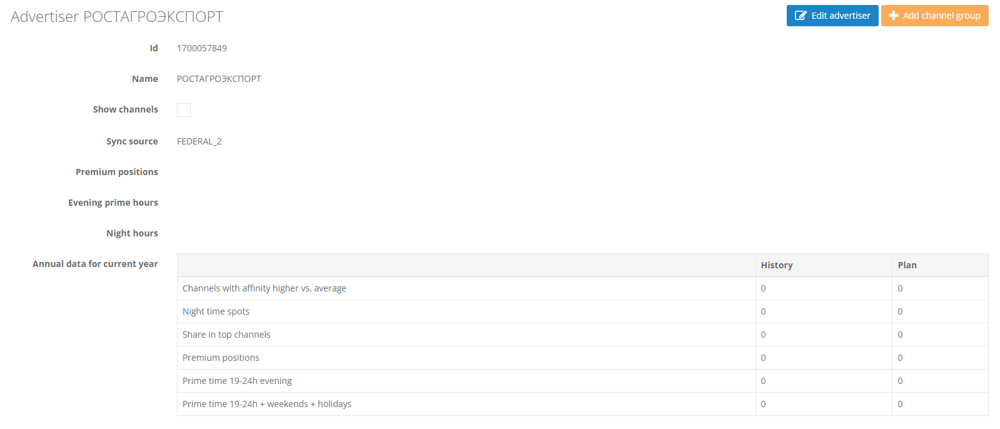 Advertiser РОСТАГРОЭКСПОРТ
Edit advertiser
Add channel group
Id 1700057849
Name РОСТАГРОЭКСПОРТ
Show channels
Sync source FEDERAL_2
Premium positions
Evening prime hours
Night hours
Annual data for current year
History Plan
Channels with affinity higher vs. average 0 0
Night time spots 0 0
Share in top channels 0 0
Premium positions 0 0
Prime time 19-24h evening 0 0
Prime time 19-24h + weekends + holidays 0 0